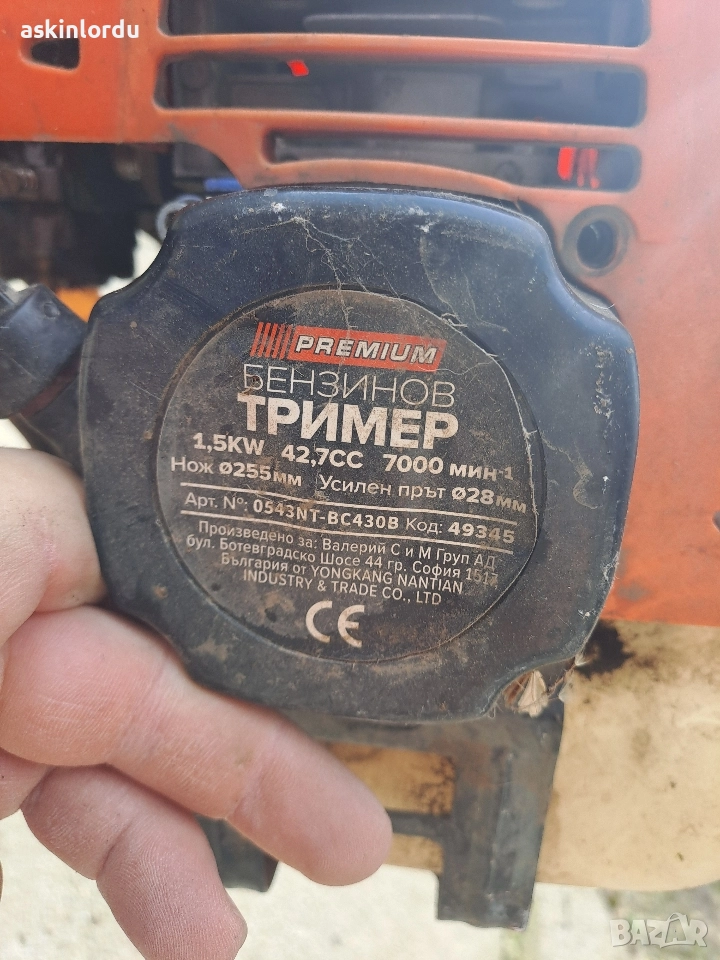 askinlordu
PREMIUM
БЕНЗИНОВ
ТРИМЕР
1,5KW 42,7CC 7000 мин-1
Нож Ø255мм Усилен прът Ø28мм
Арт. №: 0543NT-BC430B Код: 49345
Произведено за: Валерий С и М Груп АД
бул. Ботевградско Шосе 44 гр. София 1517
България от YONGKANG NANTIAN
INDUSTRY & TRADE CO., LTD
CE
BAZAR